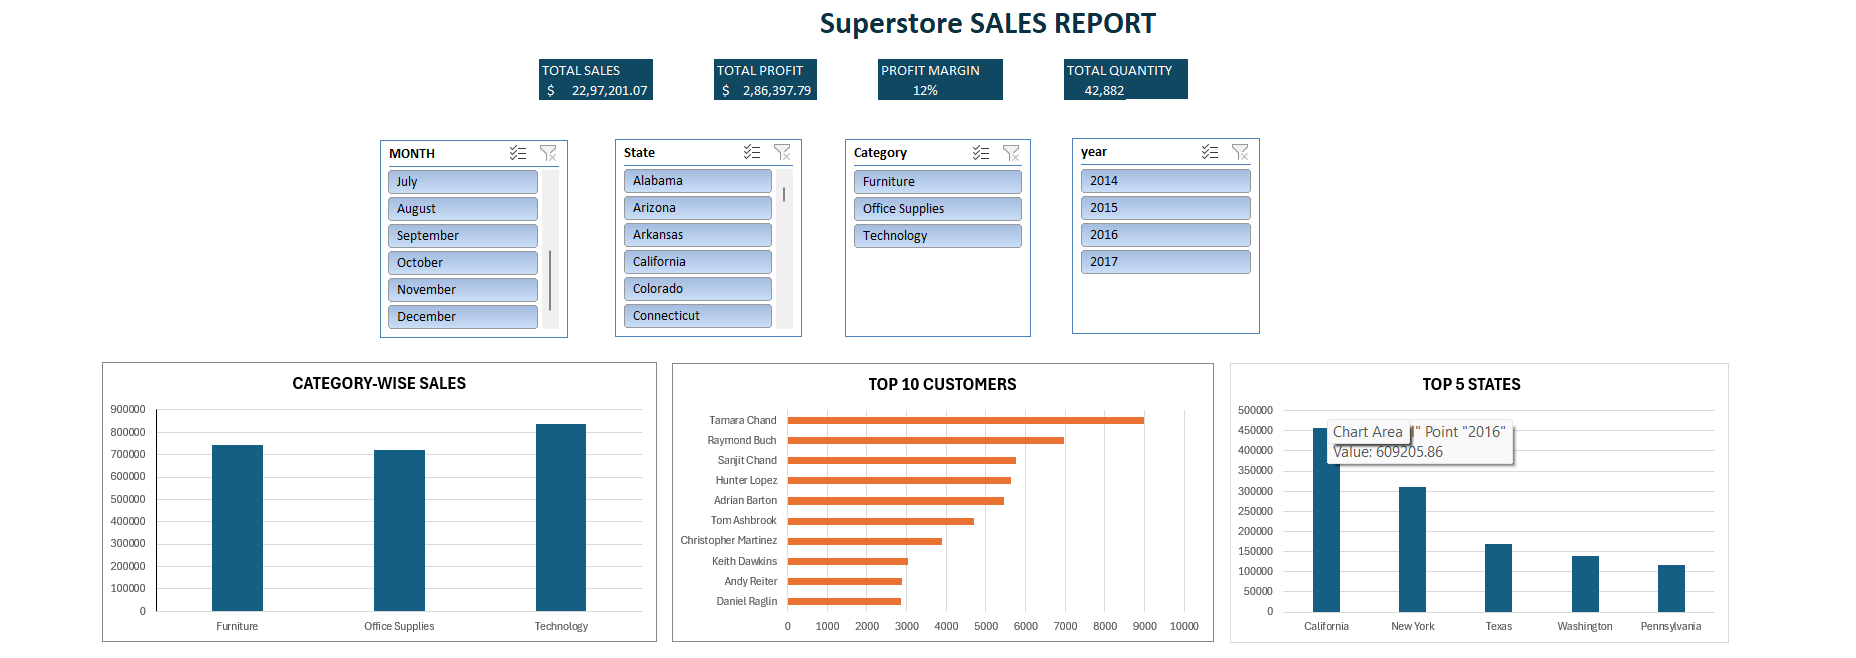 Superstore SALES REPORT
TOTAL SALES
$ 22,97,201.07
TOTAL PROFIT
$ 2,86,397.79
PROFIT MARGIN
12%
TOTAL QUANTITY
42,882
MONTH
July
August
September
October
November
December
State
Alabama
Arizona
Arkansas
California
Colorado
Connecticut
Category
Furniture
Office Supplies
Technology
year
2014
2015
2016
2017
CATEGORY-WISE SALES
900000
800000
700000
600000
500000
400000
300000
200000
100000
0
Furniture Office Supplies Technology
TOP 10 CUSTOMERS
Tamara Chand
Raymond Buch
Sanjit Chand
Hunter Lopez
Adrian Barton
Tom Ashbrook
Christopher Martinez
Keith Dawkins
Andy Reiter
Daniel Raglin
0 1000 2000 3000 4000 5000 6000 7000 8000 9000 10000
TOP 5 STATES
500000
450000
400000
350000
300000
250000
200000
150000
100000
50000
0
Chart Area " Point "2016"
Value: 609205.86
California New York Texas Washington Pennsylvania